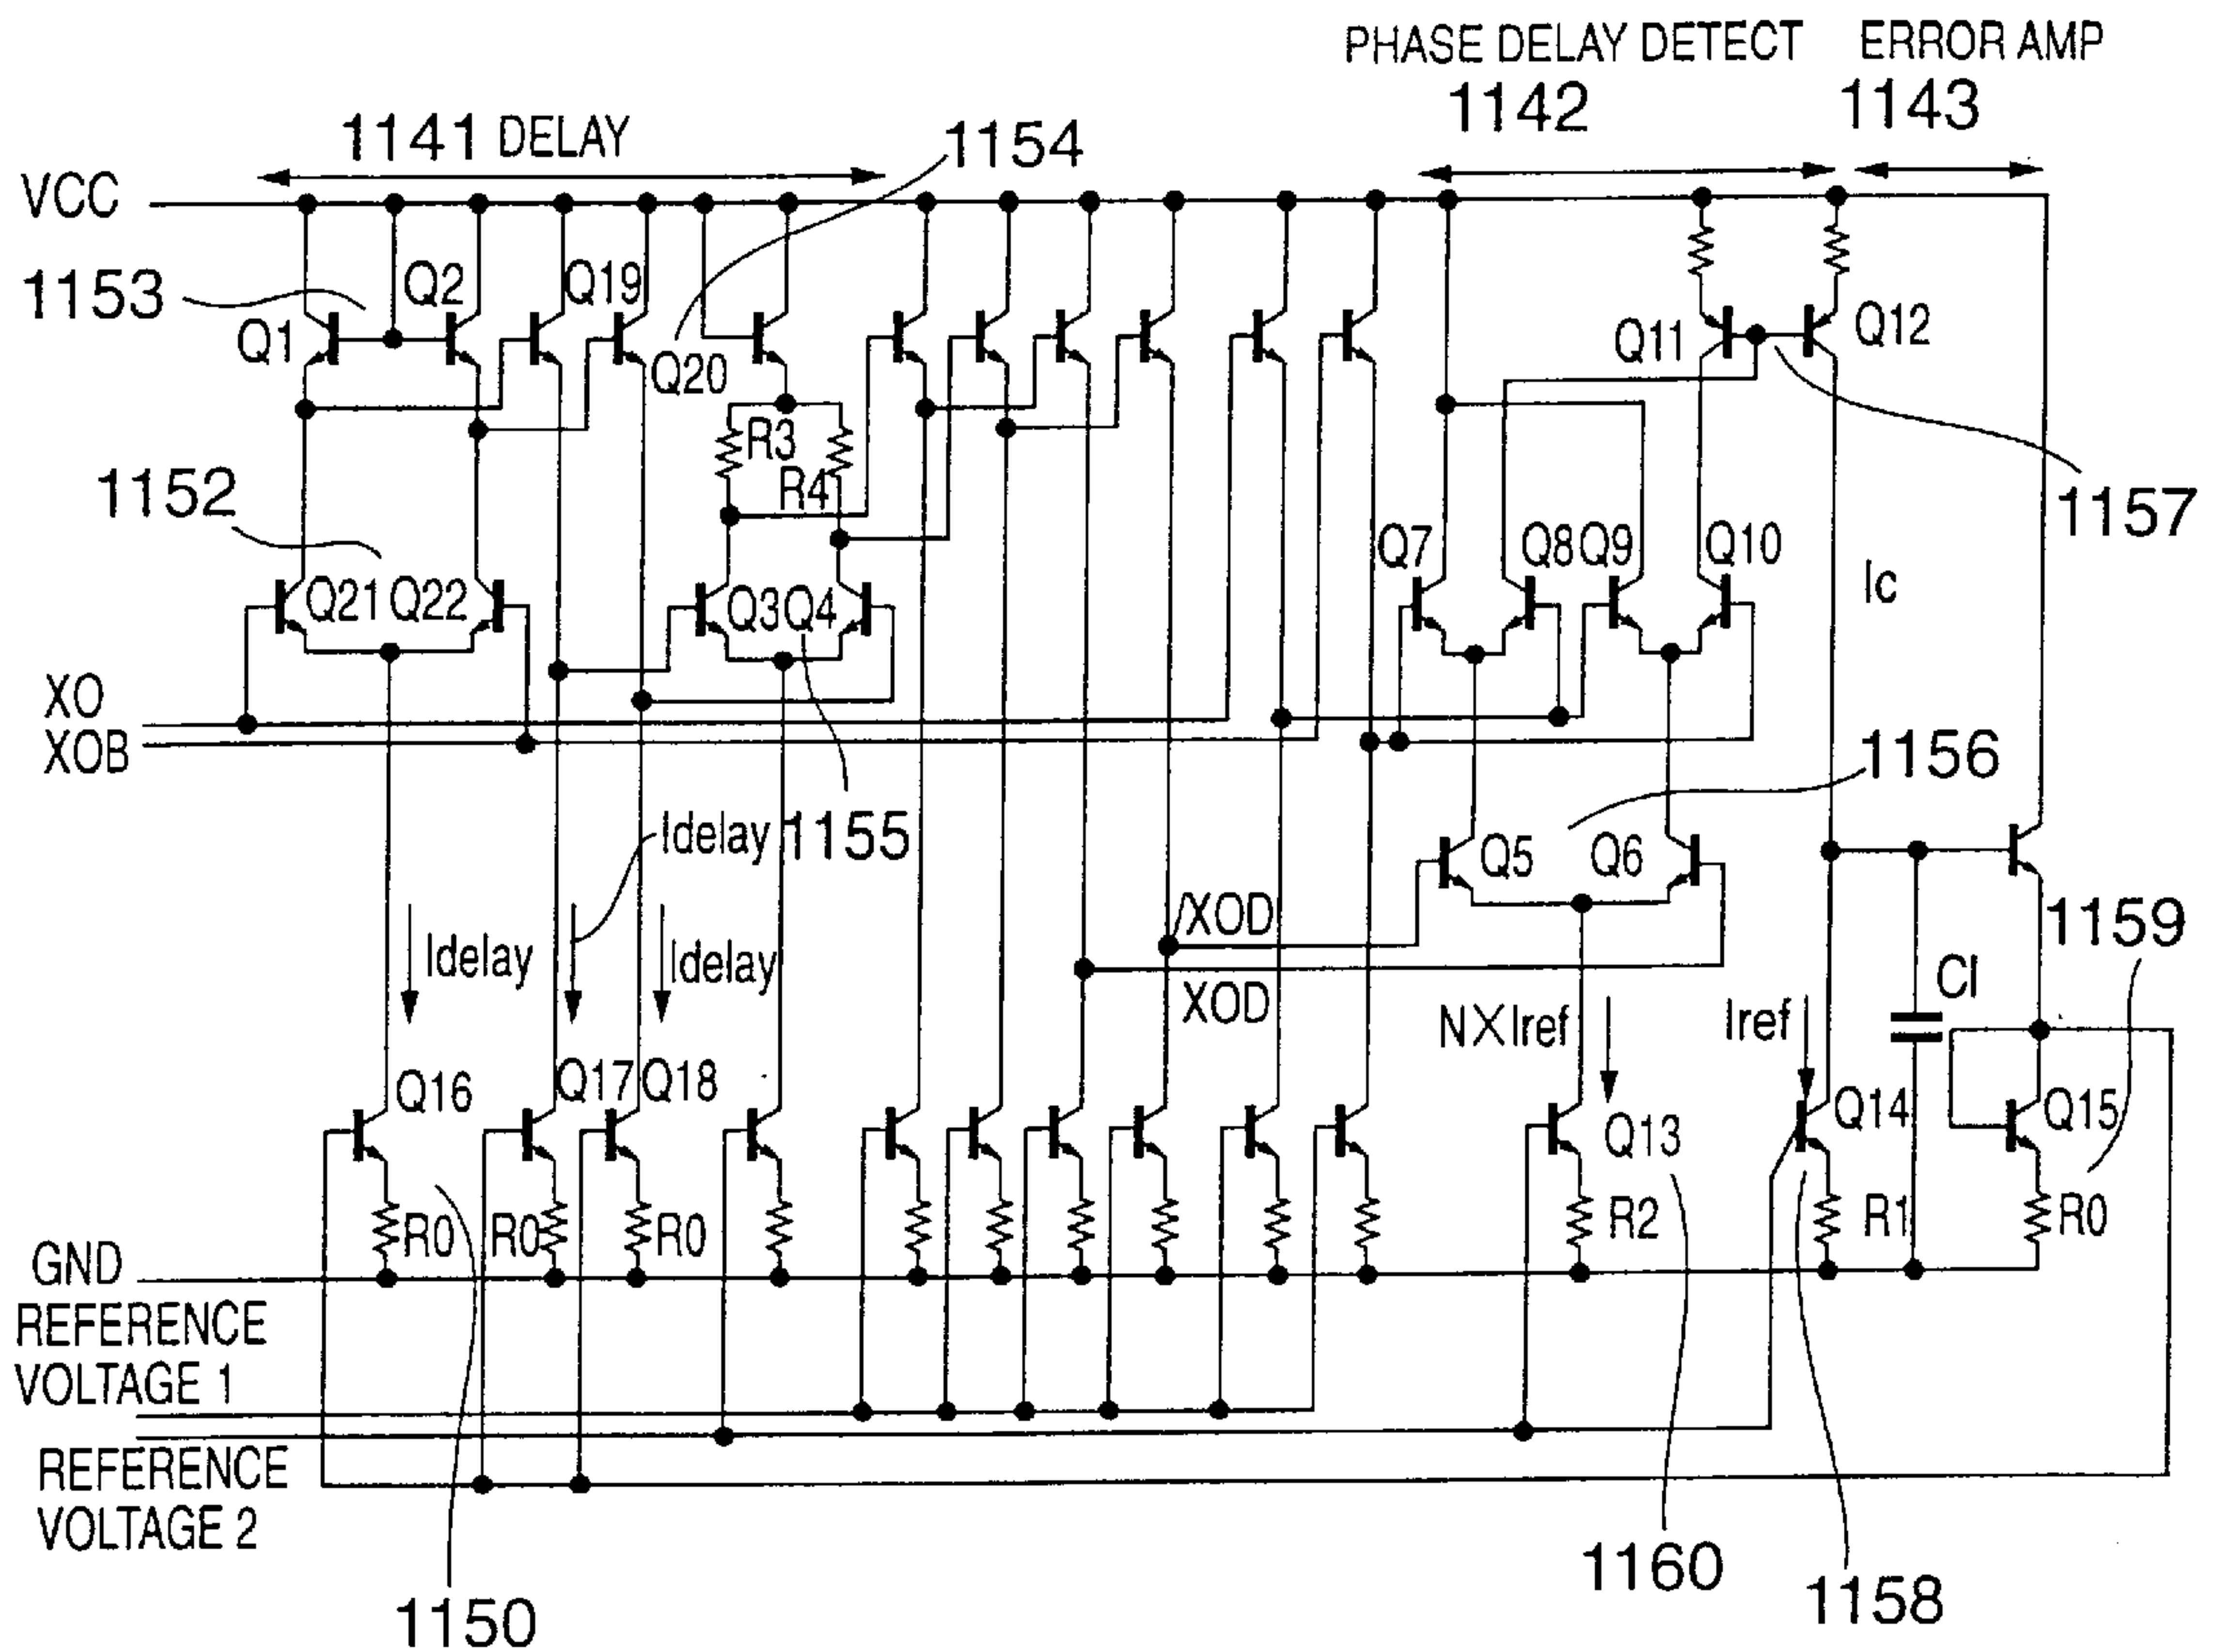 PHASE DELAY DETECT ERROR AMP
1142 1143
1141 DELAY 1154
VCC
1153 Q2 Q19
Q1 Q20 Q11 Q12
R3
R4
1152 1157
Q7 Q8 Q9 Q10
Q21 Q22 Q3 Q4 Ic
XO
XOB
1156
Idelay 1155 Q5 Q6
/XOD 1159
Idelay Idelay
XOD NXIref Iref CI
Q16 Q17 Q18 Q13 Q14 Q15
R0 R0 R0 R2 R1 R0
GND
REFERENCE
VOLTAGE 1
REFERENCE
VOLTAGE 2
1150 1160 1158